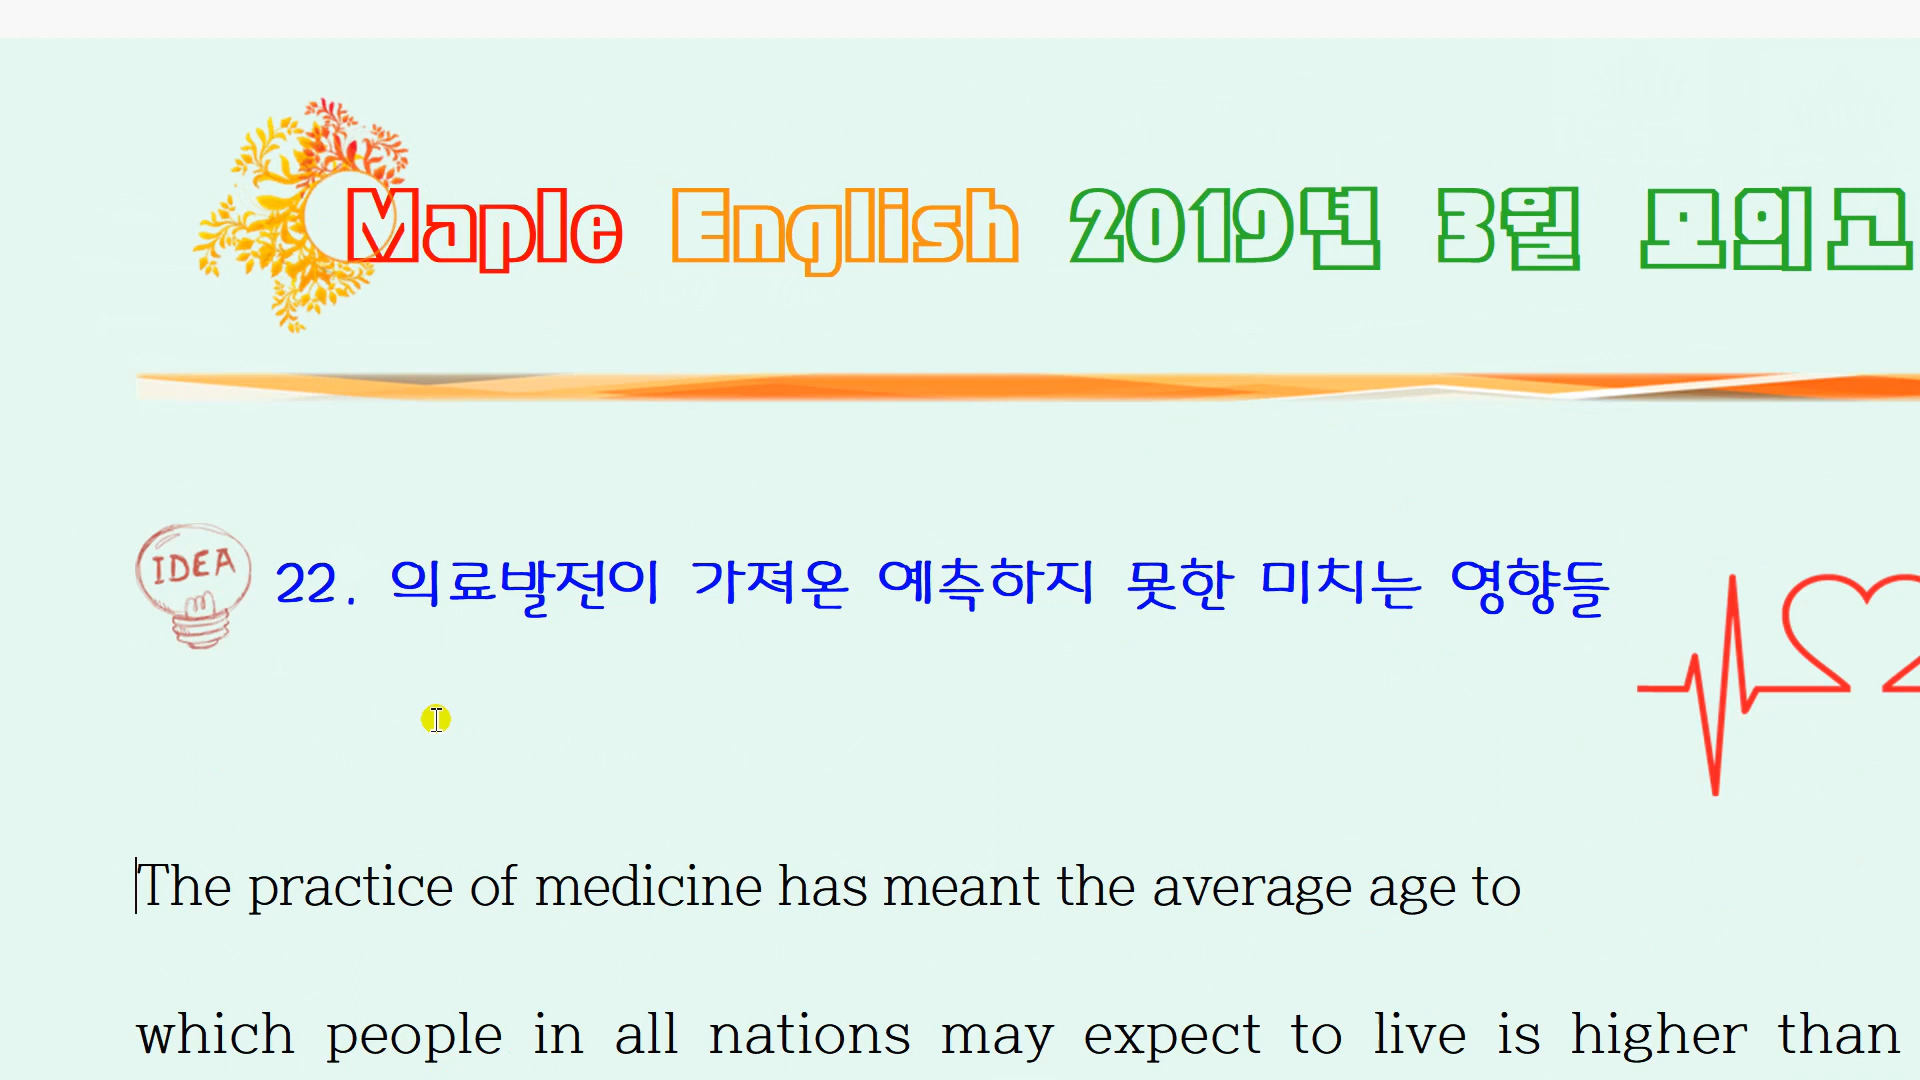 Maple English 2019년 3월 모의고
IDEA
22. 의료발전이 가져온 예측하지 못한 미치는 영향들
The practice of medicine has meant the average age to
which people in all nations may expect to live is higher than